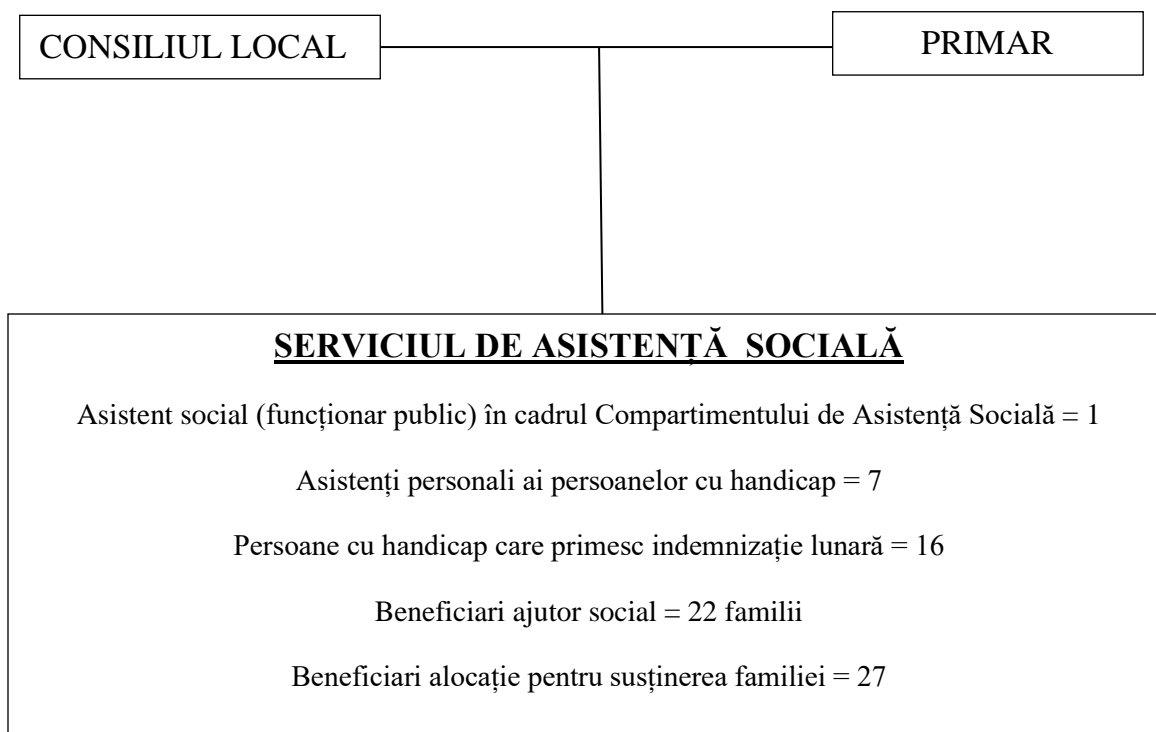 CONSILIUL LOCAL
PRIMAR
SERVICIUL DE ASISTENȚĂ SOCIALĂ
Asistent social (funcționar public) în cadrul Compartimentului de Asistență Socială = 1
Asistenți personali ai persoanelor cu handicap = 7
Persoane cu handicap care primesc indemnizație lunară = 16
Beneficiari ajutor social = 22 familii
Beneficiari alocație pentru susținerea familiei = 27